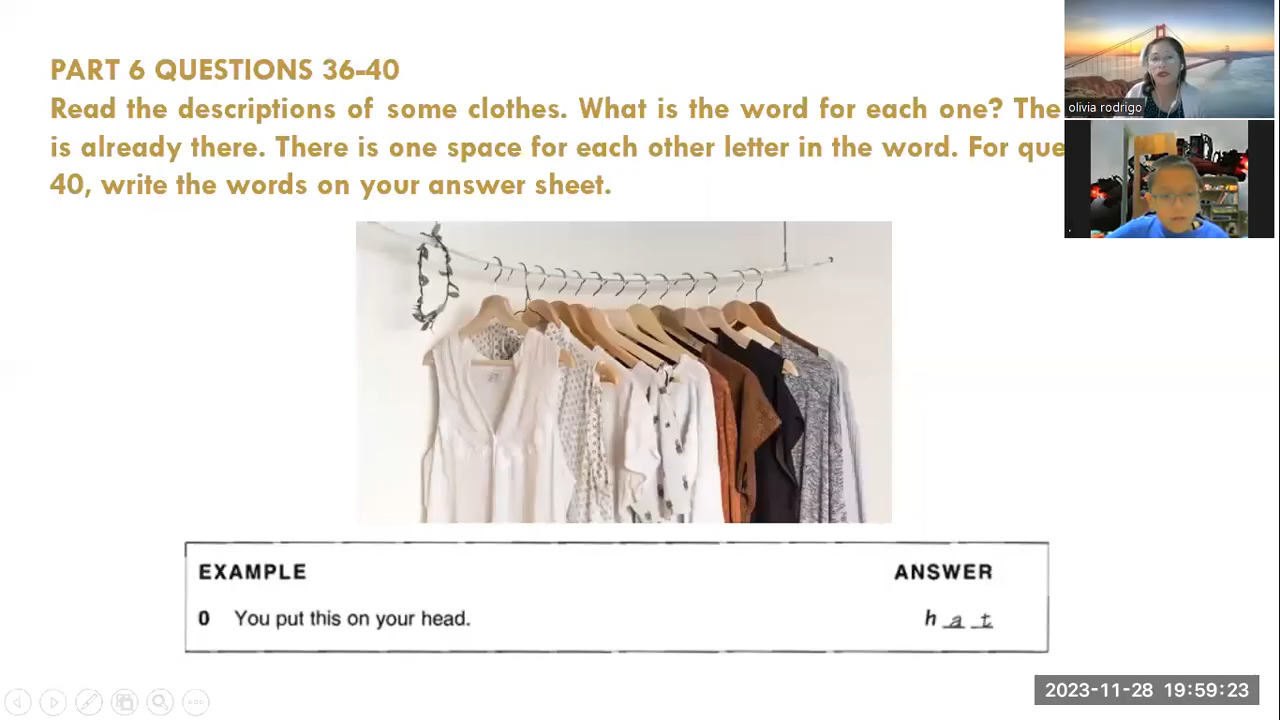 PART 6 QUESTIONS 36-40
Read the descriptions of some clothes. What is the word for each one? The
is already there. There is one space for each other letter in the word. For que
40, write the words on your answer sheet.
olivia rodrigo
EXAMPLE ANSWER
0 You put this on your head. h a t
2023-11-28 19:59:23